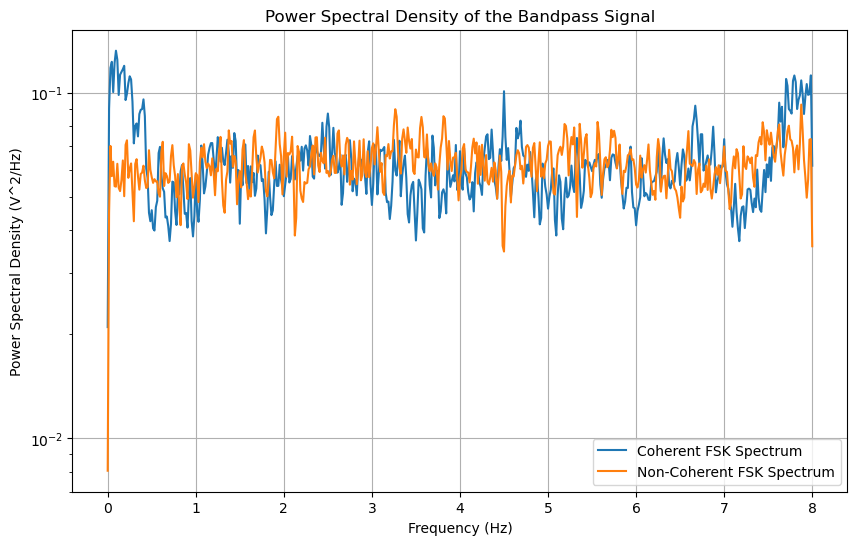 Power Spectral Density of the Bandpass Signal
Power Spectral Density (V^2/Hz)
10⁻¹
10⁻²
0 1 2 3 4 5 6 7 8
Frequency (Hz)
Coherent FSK Spectrum
Non-Coherent FSK Spectrum